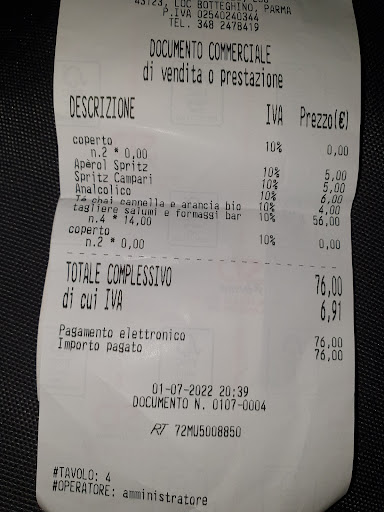 43123, LOC BOTTEGHINO, PARMA
P.IVA 02540240344
TEL. 348 2478419
DOCUMENTO COMMERCIALE
di vendita o prestazione
DESCRIZIONE IVA Prezzo(€)
coperto
n.2 * 0,00 10% 0,00
Apèrol Spritz 10% 5,00
Spritz Campari 10% 5,00
Analcolico 10% 6,00
Tè chai cannella e arancia bio 10% 4,00
tagliere salumi e formaggi bar
n.4 * 14,00 10% 56,00
coperto
n.2 * 0,00 10% 0,00
TOTALE COMPLESSIVO 76,00
di cui IVA 6,91
Pagamento elettronico 76,00
Importo pagato 76,00
01-07-2022 20:39
DOCUMENTO N. 0107-0004
RT 72MU5008850
#TAVOLO: 4
#OPERATORE: amministratore